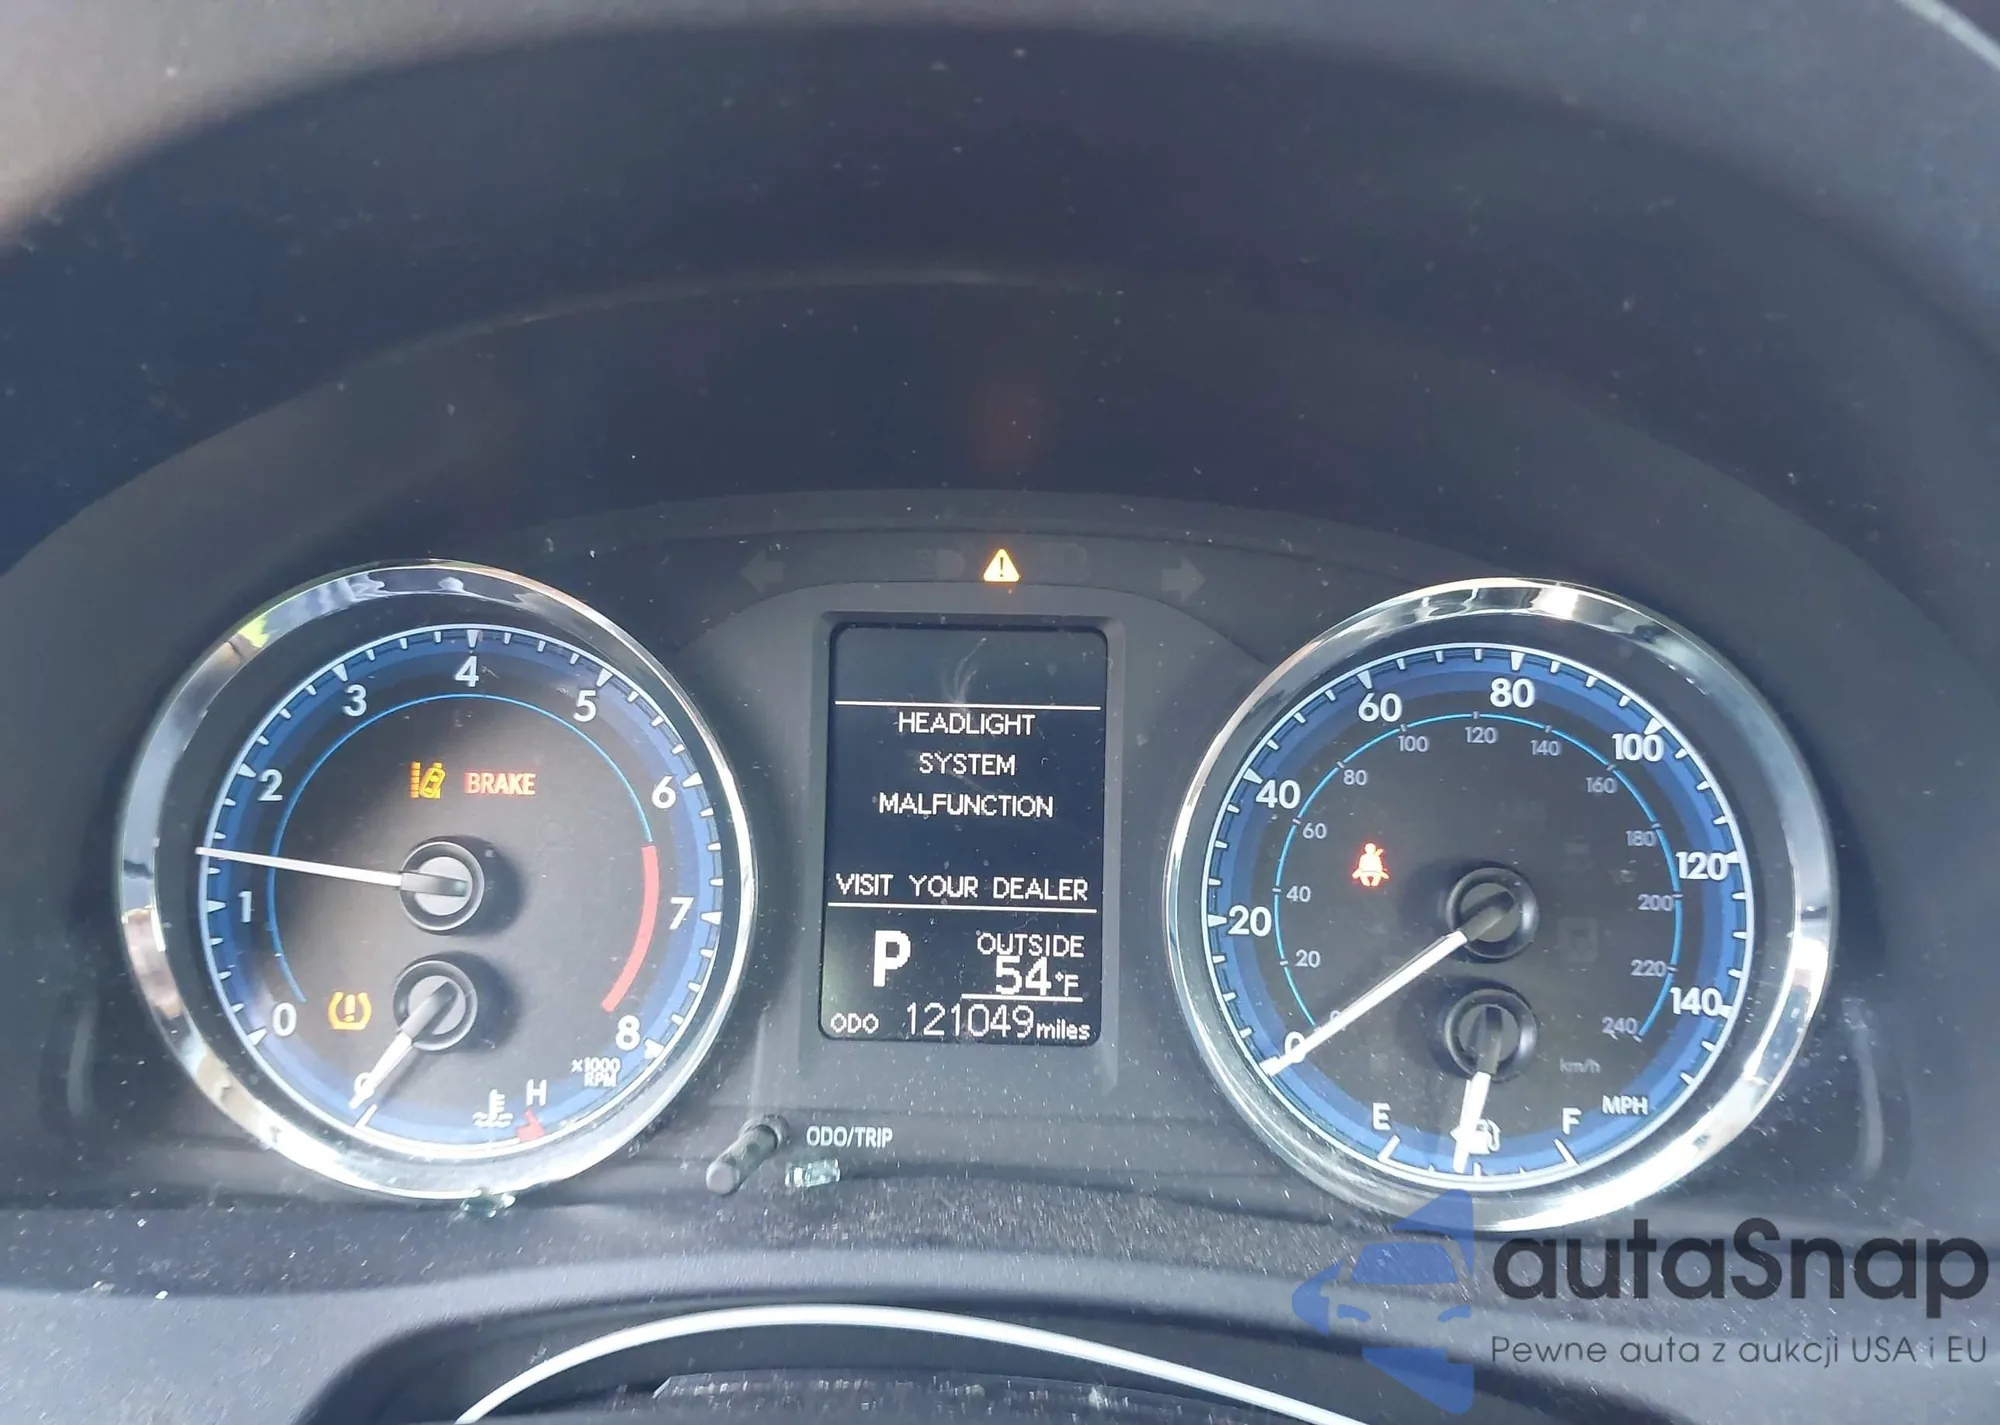 HEADLIGHT
SYSTEM
MALFUNCTION
VISIT YOUR DEALER
P
OUTSIDE
54°F
ODO 121049 miles
BRAKE
0
1
2
3
4
5
6
7
8
x1000
RPM
H
ODO/TRIP
0
20
40
60
80
100
120
140
20
40
60
80
100
120
140
160
180
200
220
240
km/h
MPH
E
F
autaSnap
Pewne auta z aukcji USA i EU